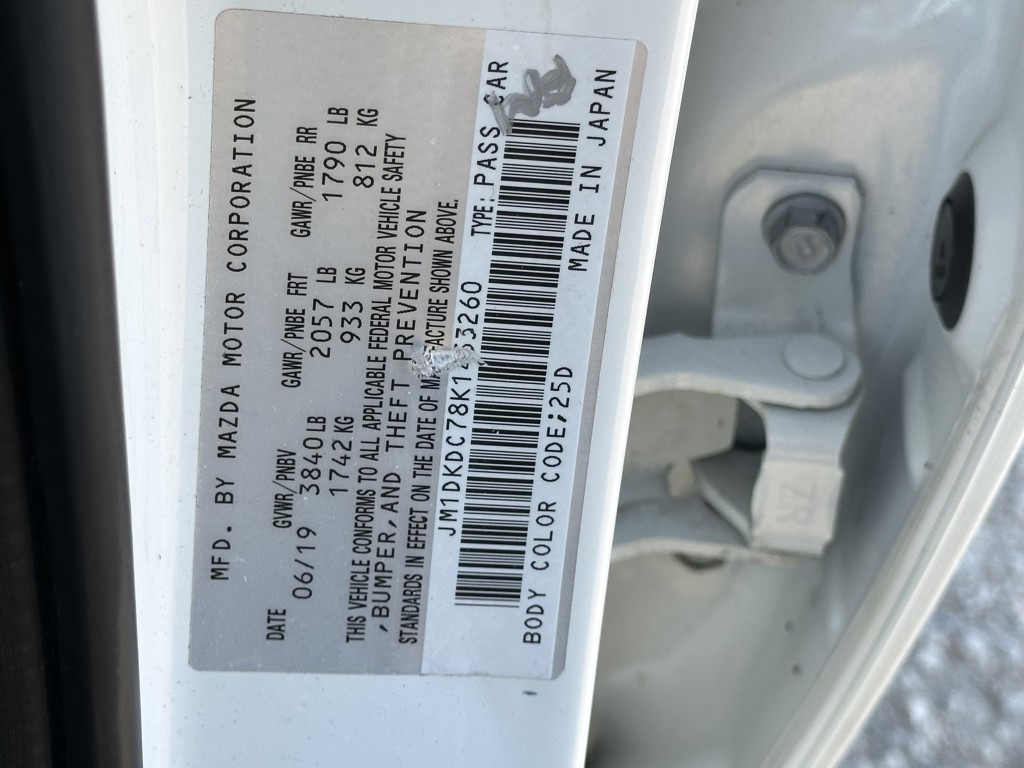 MFD. BY MAZDA MOTOR CORPORATION
DATE GVWR/PNBV GAWR/PNBE FRT GAWR/PNBE RR
06/19 3840 LB 2057 LB 1790 LB
1742 KG 933 KG 812 KG
THIS VEHICLE CONFORMS TO ALL APPLICABLE FEDERAL MOTOR VEHICLE SAFETY
, BUMPER, AND THEFT PREVENTION
STANDARDS IN EFFECT ON THE DATE OF MANUFACTURE SHOWN ABOVE.
TYPE: PASS CAR
BODY COLOR CODE;25D MADE IN JAPAN